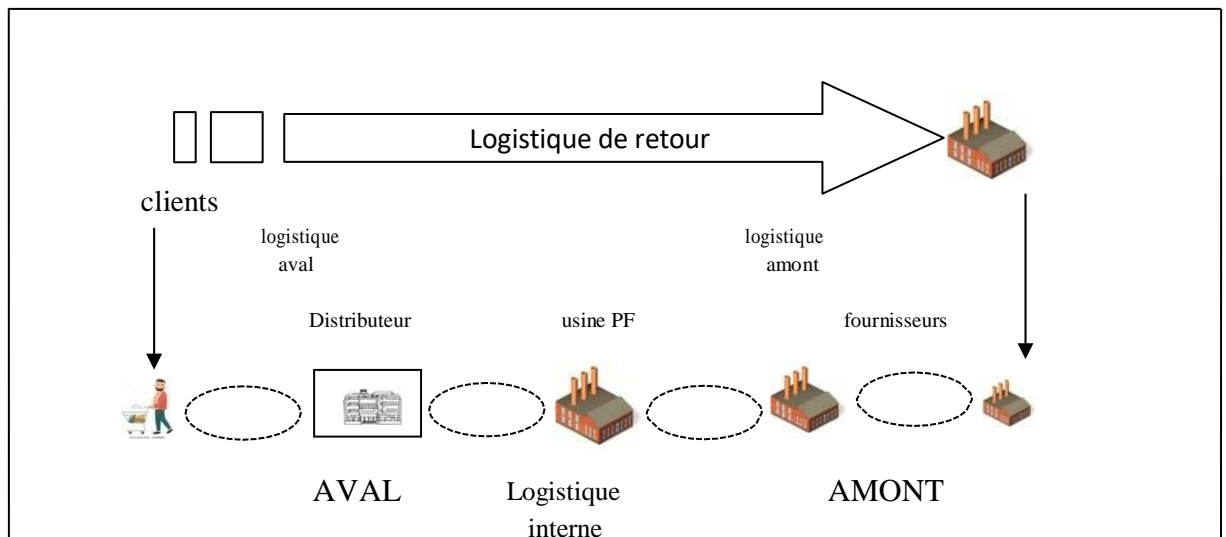 Logistique de retour
clients
logistique
aval
logistique
amont
Distributeur
usine PF
fournisseurs
AVAL
Logistique
interne
AMONT